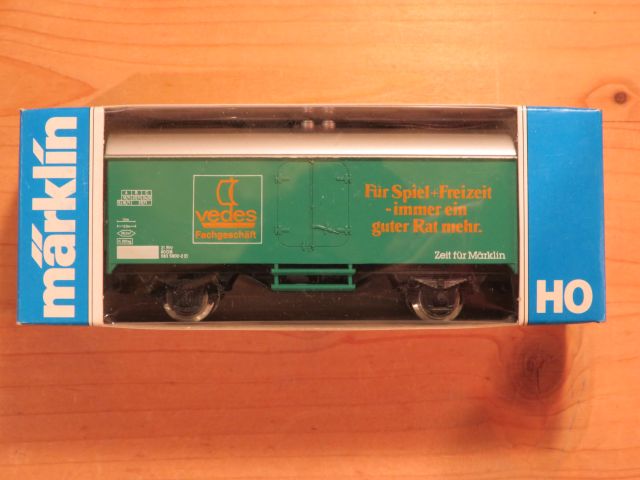 märklin
vedes
Fachgeschäft
Für Spiel+Freizeit
-immer ein
guter Rat mehr.
Zeit für Märklin
HO